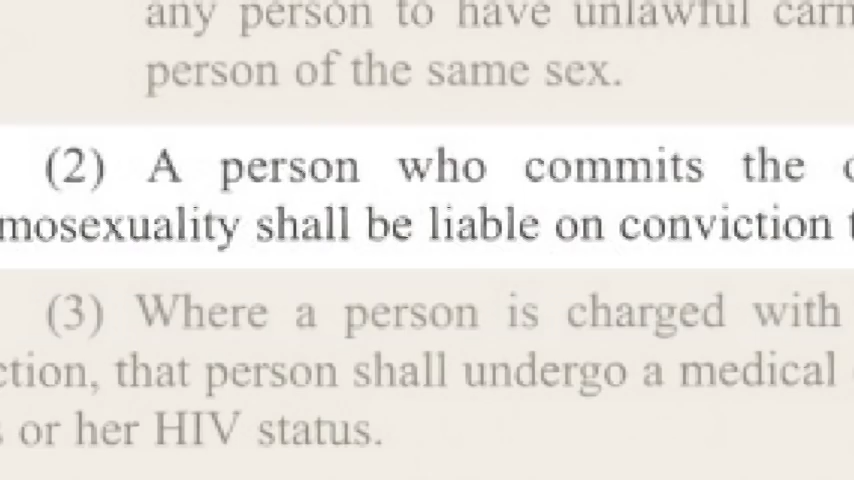 any person to have unlawful carn
person of the same sex.
(2) A person who commits the
mosexuality shall be liable on conviction
(3) Where a person is charged with
ction, that person shall undergo a medical
or her HIV status.